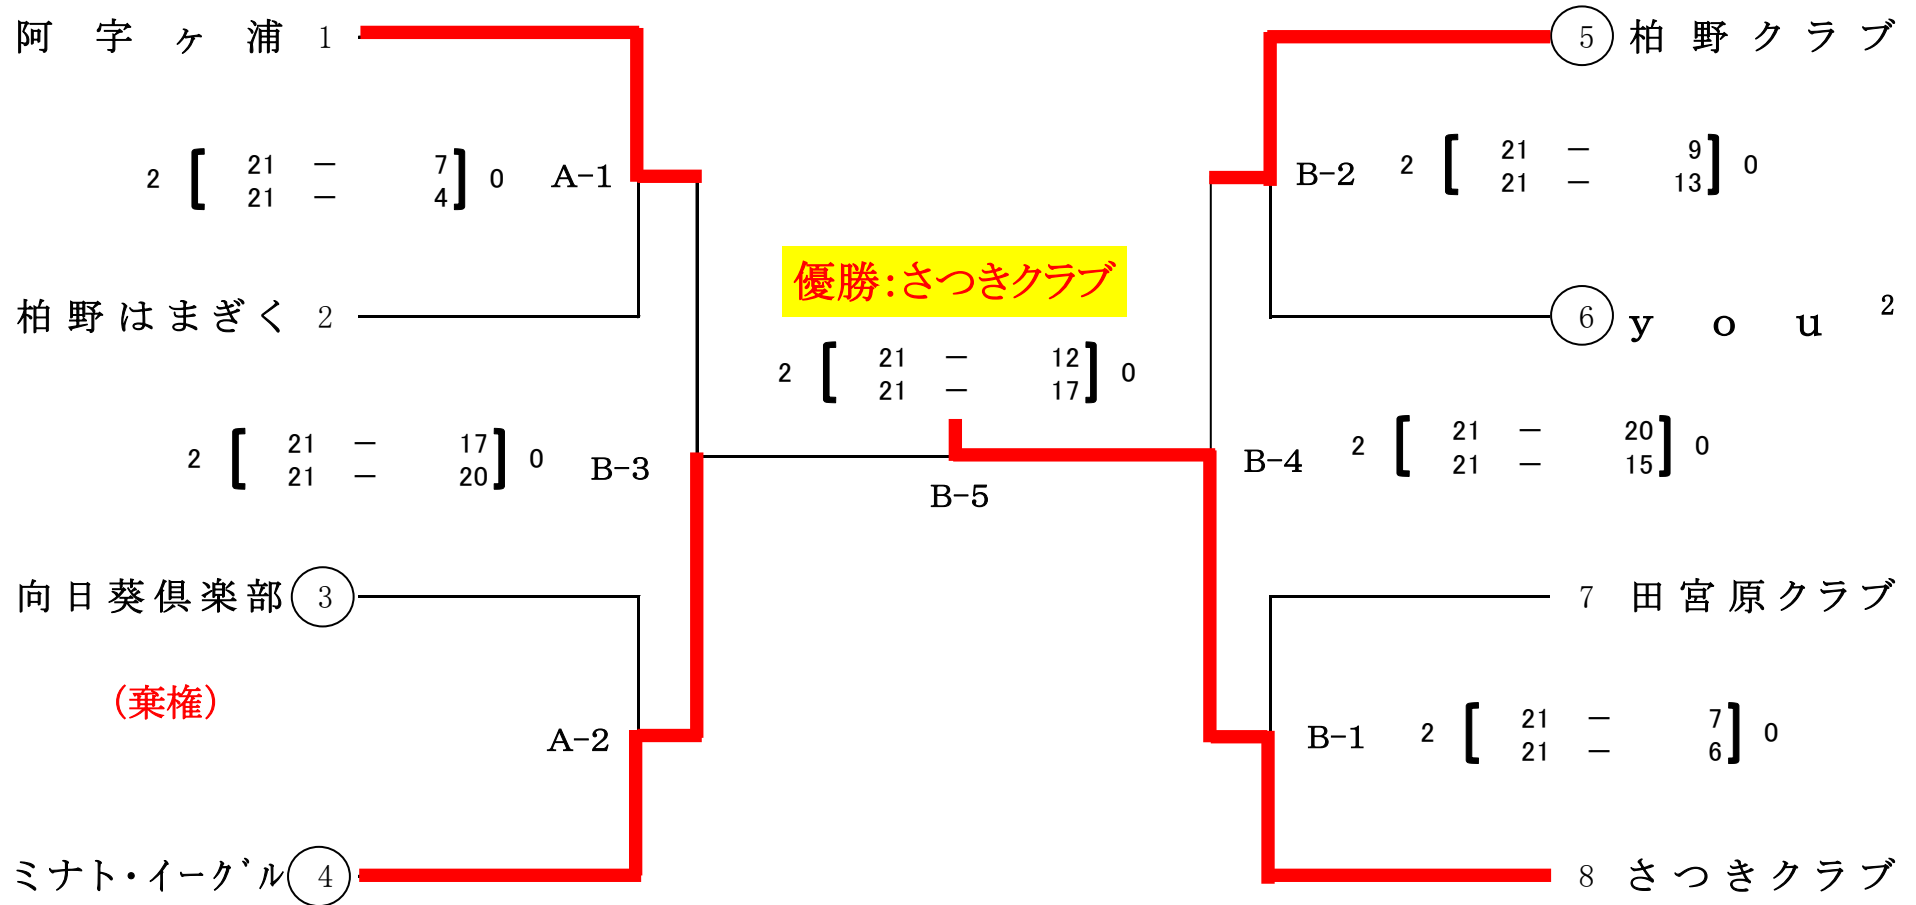 阿字ヶ浦 1
⑤ 柏野クラブ
2 [ 21 － 7 ] 0
21 － 4
A-1
B-2
2 [ 21 － 9 ] 0
21 － 13
優勝:さつきクラブ
柏野はまぎく 2
⑥ you²
2 [ 21 － 12 ] 0
21 － 17
2 [ 21 － 17 ] 0
21 － 20
B-3
B-5
B-4
2 [ 21 － 20 ] 0
21 － 15
向日葵倶楽部 ③
7 田宮原クラブ
(棄権)
A-2
B-1
2 [ 21 － 7 ] 0
21 － 6
ミナト・イーグル ④
8 さつきクラブ